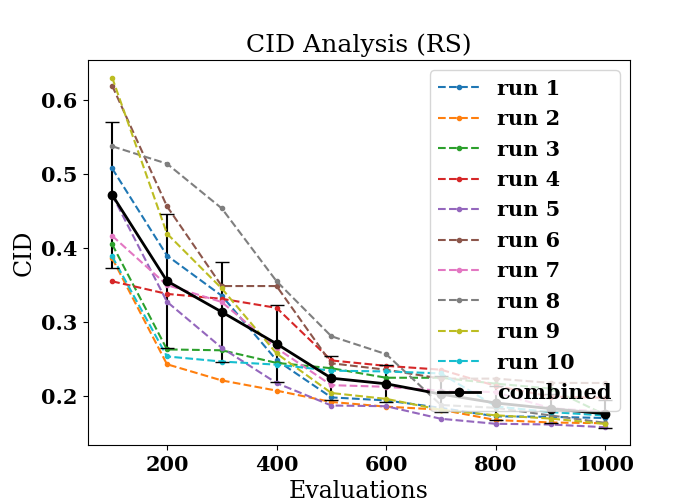 CID Analysis (RS)
CID
0.6
0.5
0.4
0.3
0.2
200
400
600
800
1000
Evaluations
run 1
run 2
run 3
run 4
run 5
run 6
run 7
run 8
run 9
run 10
combined